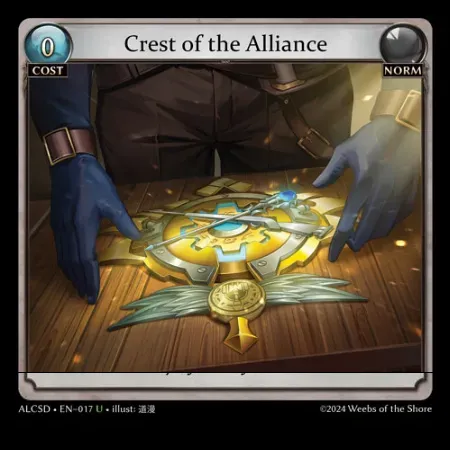 0
Crest of the Alliance
COST
NORM
ALCSD • EN–017 U • illust: 道漫
©2024 Weebs of the Shore